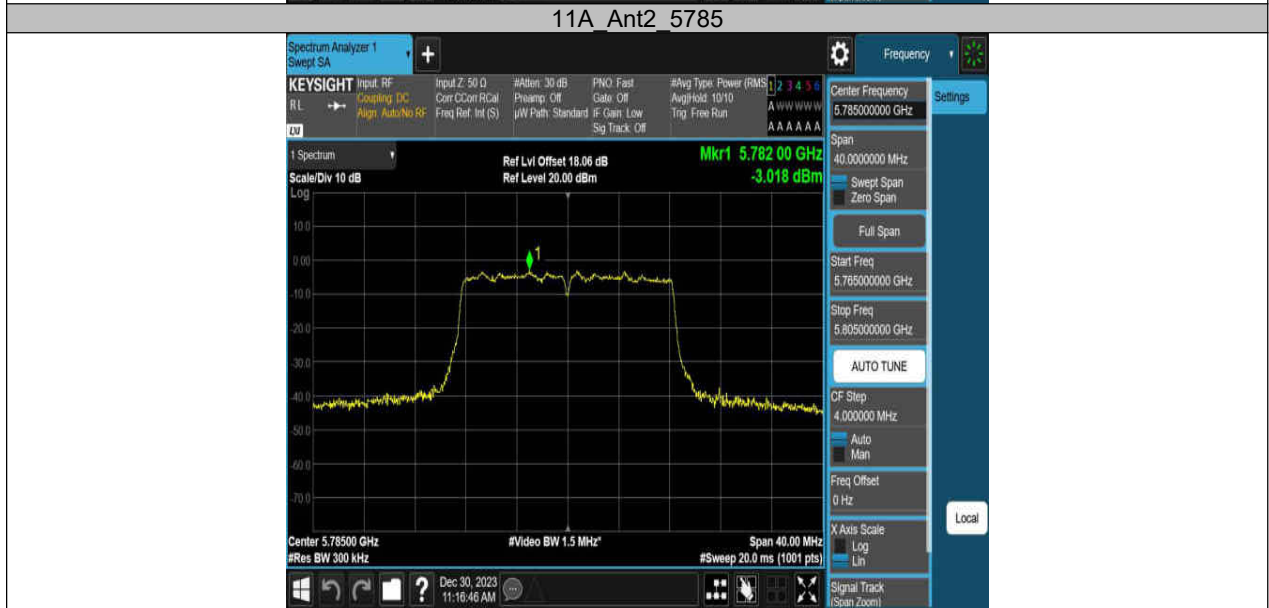 11A_Ant2_5785
Spectrum Analyzer 1
Swept SA
+
Frequency
KEYSIGHT
RL
LXI
Input: RF
Coupling: DC
Align: Auto/No RF
Input Z: 50 Ω
Corr CCorr RCal
Freq Ref: Int (S)
#Atten: 30 dB
Preamp: Off
µW Path: Standard
PNO: Fast
Gate: Off
IF Gain: Low
Sig Track: Off
#Avg Type: Power (RMS
Avg|Hold: 10/10
Trig: Free Run
1 2 3 4 5 6
A W W W W W
A A A A A A
Center Frequency
5.785000000 GHz
Settings
1 Spectrum
Scale/Div 10 dB
Ref Lvl Offset 18.06 dB
Ref Level 20.00 dBm
Mkr1 5.782 00 GHz
-3.018 dBm
Span
40.0000000 MHz
Swept Span
Zero Span
Full Span
Start Freq
5.765000000 GHz
Stop Freq
5.805000000 GHz
AUTO TUNE
CF Step
4.000000 MHz
Auto
Man
Freq Offset
0 Hz
X Axis Scale
Log
Lin
Signal Track
(Span Zoom)
Local
Log
10.0
0.00
-10.0
-20.0
-30.0
-40.0
-50.0
-60.0
-70.0
1
Center 5.78500 GHz
#Res BW 300 kHz
#Video BW 1.5 MHz*
Span 40.00 MHz
#Sweep 20.0 ms (1001 pts)
?
Dec 30, 2023
11:16:46 AM